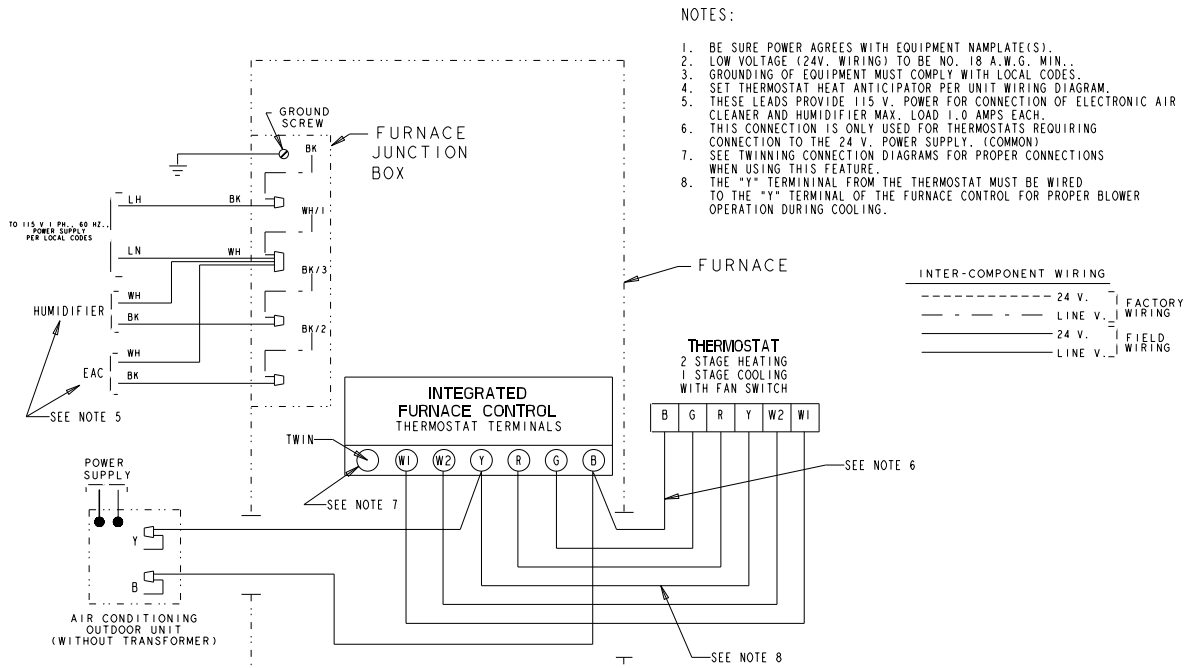 NOTES:
1. BE SURE POWER AGREES WITH EQUIPMENT NAMPLATE(S).
2. LOW VOLTAGE (24V. WIRING) TO BE NO. 18 A.W.G. MIN..
3. GROUNDING OF EQUIPMENT MUST COMPLY WITH LOCAL CODES.
4. SET THERMOSTAT HEAT ANTICIPATOR PER UNIT WIRING DIAGRAM.
5. THESE LEADS PROVIDE 115 V. POWER FOR CONNECTION OF ELECTRONIC AIR
CLEANER AND HUMIDIFIER MAX. LOAD 1.0 AMPS EACH.
6. THIS CONNECTION IS ONLY USED FOR THERMOSTATS REQUIRING
CONNECTION TO THE 24 V. POWER SUPPLY. (COMMON)
7. SEE TWINNING CONNECTION DIAGRAMS FOR PROPER CONNECTIONS
WHEN USING THIS FEATURE.
8. THE "Y" TERMININAL FROM THE THERMOSTAT MUST BE WIRED
TO THE "Y" TERMINAL OF THE FURNACE CONTROL FOR PROPER BLOWER
OPERATION DURING COOLING.
GROUND
SCREW
FURNACE
JUNCTION
BOX
BK
LH
BK
WH/1
TO 115 V 1 PH., 60 HZ.,
POWER SUPPLY
PER LOCAL CODES
LN
WH
BK/3
FURNACE
WH
HUMIDIFIER
BK
BK/2
WH
EAC
BK
SEE NOTE 5
INTER-COMPONENT WIRING
24 V.
LINE V.
FACTORY
WIRING
24 V.
LINE V.
FIELD
WIRING
THERMOSTAT
2 STAGE HEATING
1 STAGE COOLING
WITH FAN SWITCH
B G R Y W2 W1
INTEGRATED
FURNACE CONTROL
THERMOSTAT TERMINALS
TWIN
W1 W2 Y R G B
SEE NOTE 6
SEE NOTE 7
POWER
SUPPLY
Y
B
AIR CONDITIONING
OUTDOOR UNIT
(WITHOUT TRANSFORMER)
SEE NOTE 8